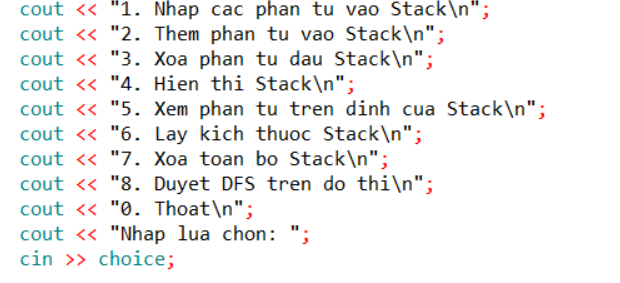 cout << "1. Nhap cac phan tu vao Stack\n";
cout << "2. Them phan tu vao Stack\n";
cout << "3. Xoa phan tu dau Stack\n";
cout << "4. Hien thi Stack\n";
cout << "5. Xem phan tu tren dinh cua Stack\n";
cout << "6. Lay kich thuoc Stack\n";
cout << "7. Xoa toan bo Stack\n";
cout << "8. Duyet DFS tren do thi\n";
cout << "0. Thoat\n";
cout << "Nhap lua chon: ";
cin >> choice;